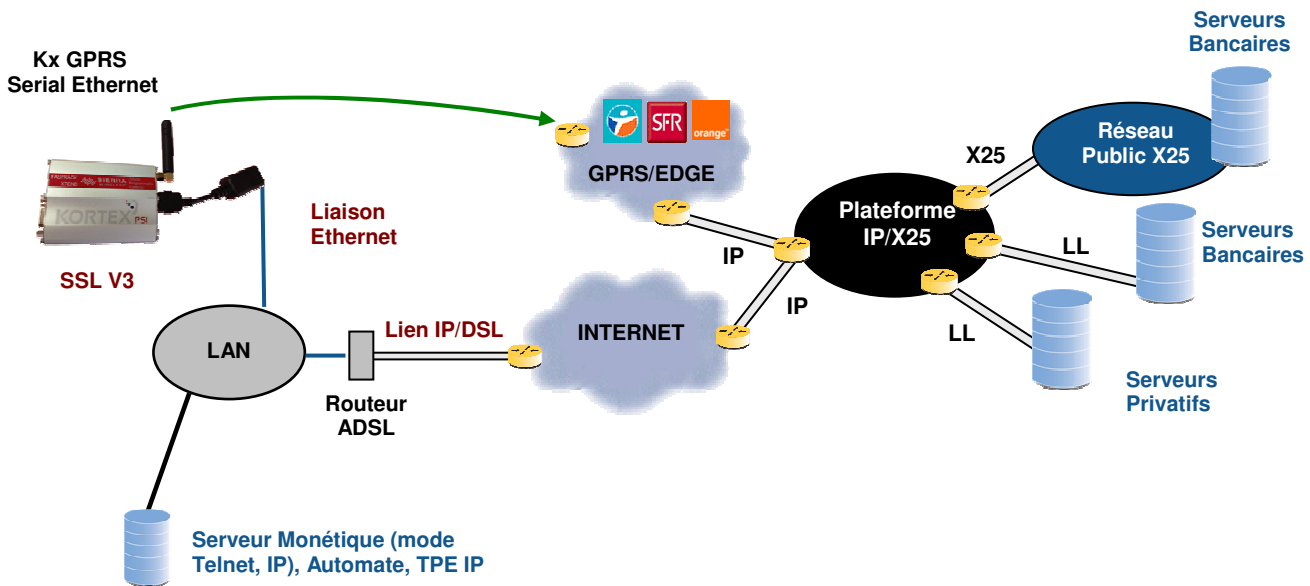 Serveurs
Bancaires
Kx GPRS
Serial Ethernet
SFR
orange
GPRS/EDGE
X25
Réseau
Public X25
SIERRA
KORTEX PSI
SSL V3
Liaison
Ethernet
Plateforme
IP/X25
IP
IP
LL
Serveurs
Bancaires
LL
Serveurs
Privatifs
LAN
Lien IP/DSL
INTERNET
Routeur
ADSL
Serveur Monétique (mode
Telnet, IP), Automate, TPE IP